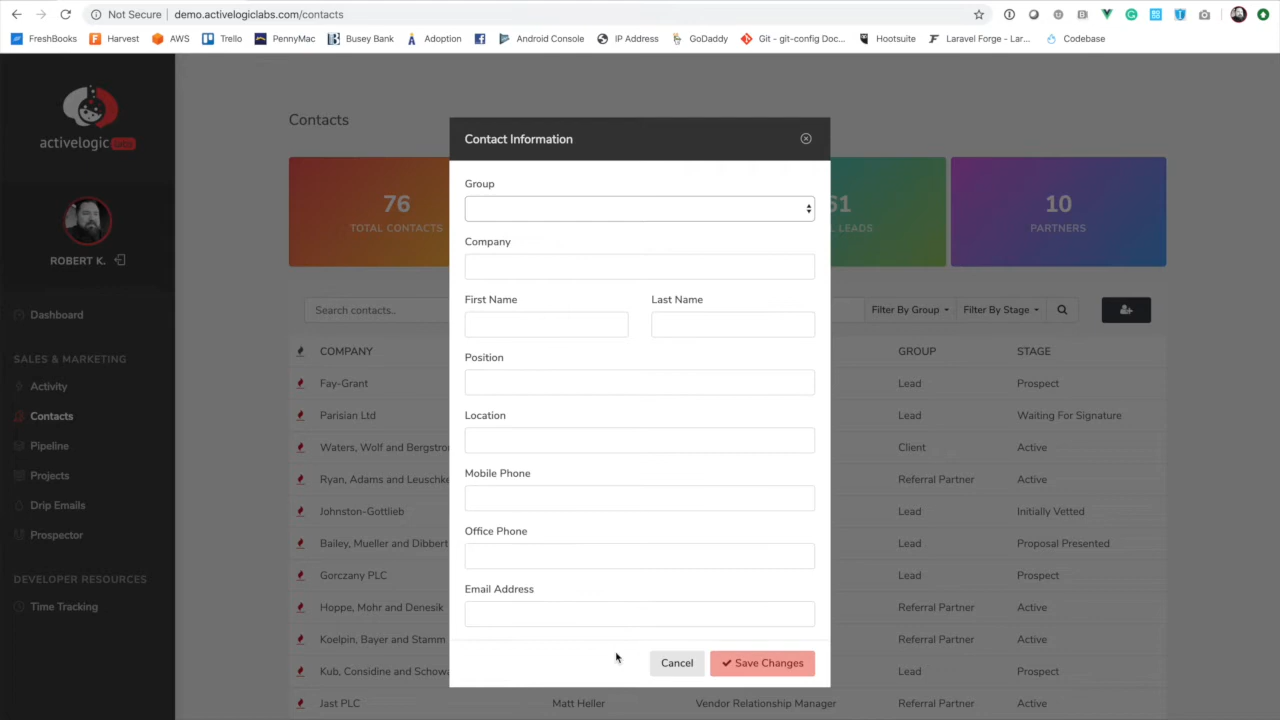 Not Secure demo.activelogiclabs.com/contacts
FreshBooks Harvest AWS Trello PennyMac Busey Bank Adoption Android Console IP Address GoDaddy Git - git-config Doc... Hootsuite Laravel Forge - Lar... Codebase
activelogic Labs
ROBERT K.
Dashboard
SALES & MARKETING
Activity
Contacts
Pipeline
Projects
Drip Emails
Prospector
DEVELOPER RESOURCES
Time Tracking
Contacts
76
TOTAL CONTACTS
61
LEADS
10
PARTNERS
Search contacts..
Filter By Group
Filter By Stage
COMPANY GROUP STAGE
Fay-Grant Lead Prospect
Parisian Ltd Lead Waiting For Signature
Waters, Wolf and Bergstro Client Active
Ryan, Adams and Leuschke Referral Partner Active
Johnston-Gottlieb Lead Initially Vetted
Bailey, Mueller and Dibbert Lead Proposal Presented
Gorczany PLC Lead Prospect
Hoppe, Mohr and Denesik Referral Partner Active
Koelpin, Bayer and Stamm Referral Partner Active
Kub, Considine and Schowa Lead Prospect
Jast PLC Matt Heller Vendor Relationship Manager Referral Partner Active
Contact Information
Group
Company
First Name Last Name
Position
Location
Mobile Phone
Office Phone
Email Address
Cancel
Save Changes